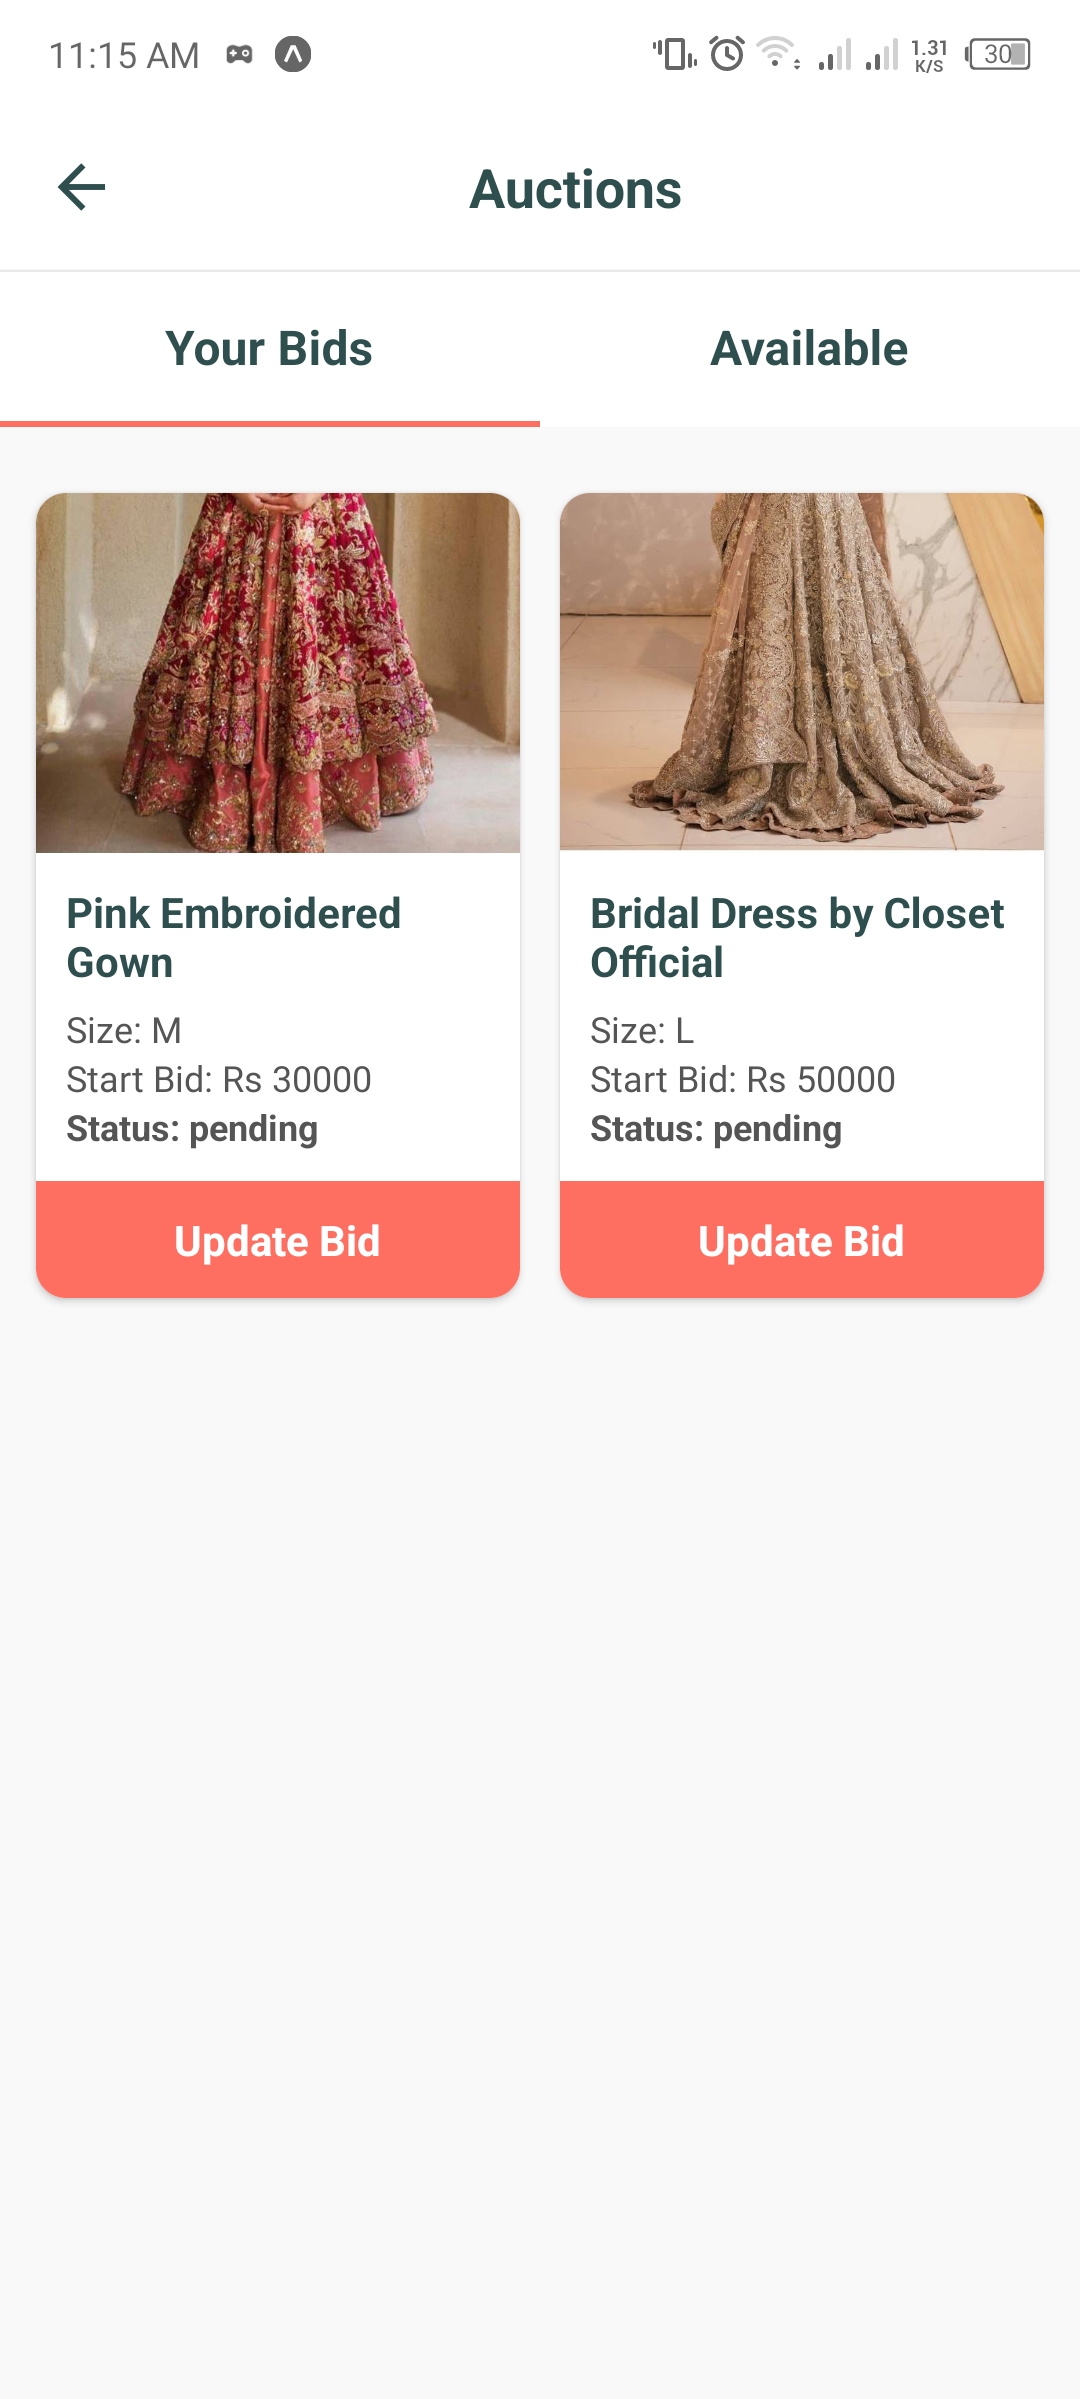 11:15 AM
1.31
K/S
30
Auctions
Your Bids
Available
Pink Embroidered
Gown
Size: M
Start Bid: Rs 30000
Status: pending
Update Bid
Bridal Dress by Closet
Official
Size: L
Start Bid: Rs 50000
Status: pending
Update Bid